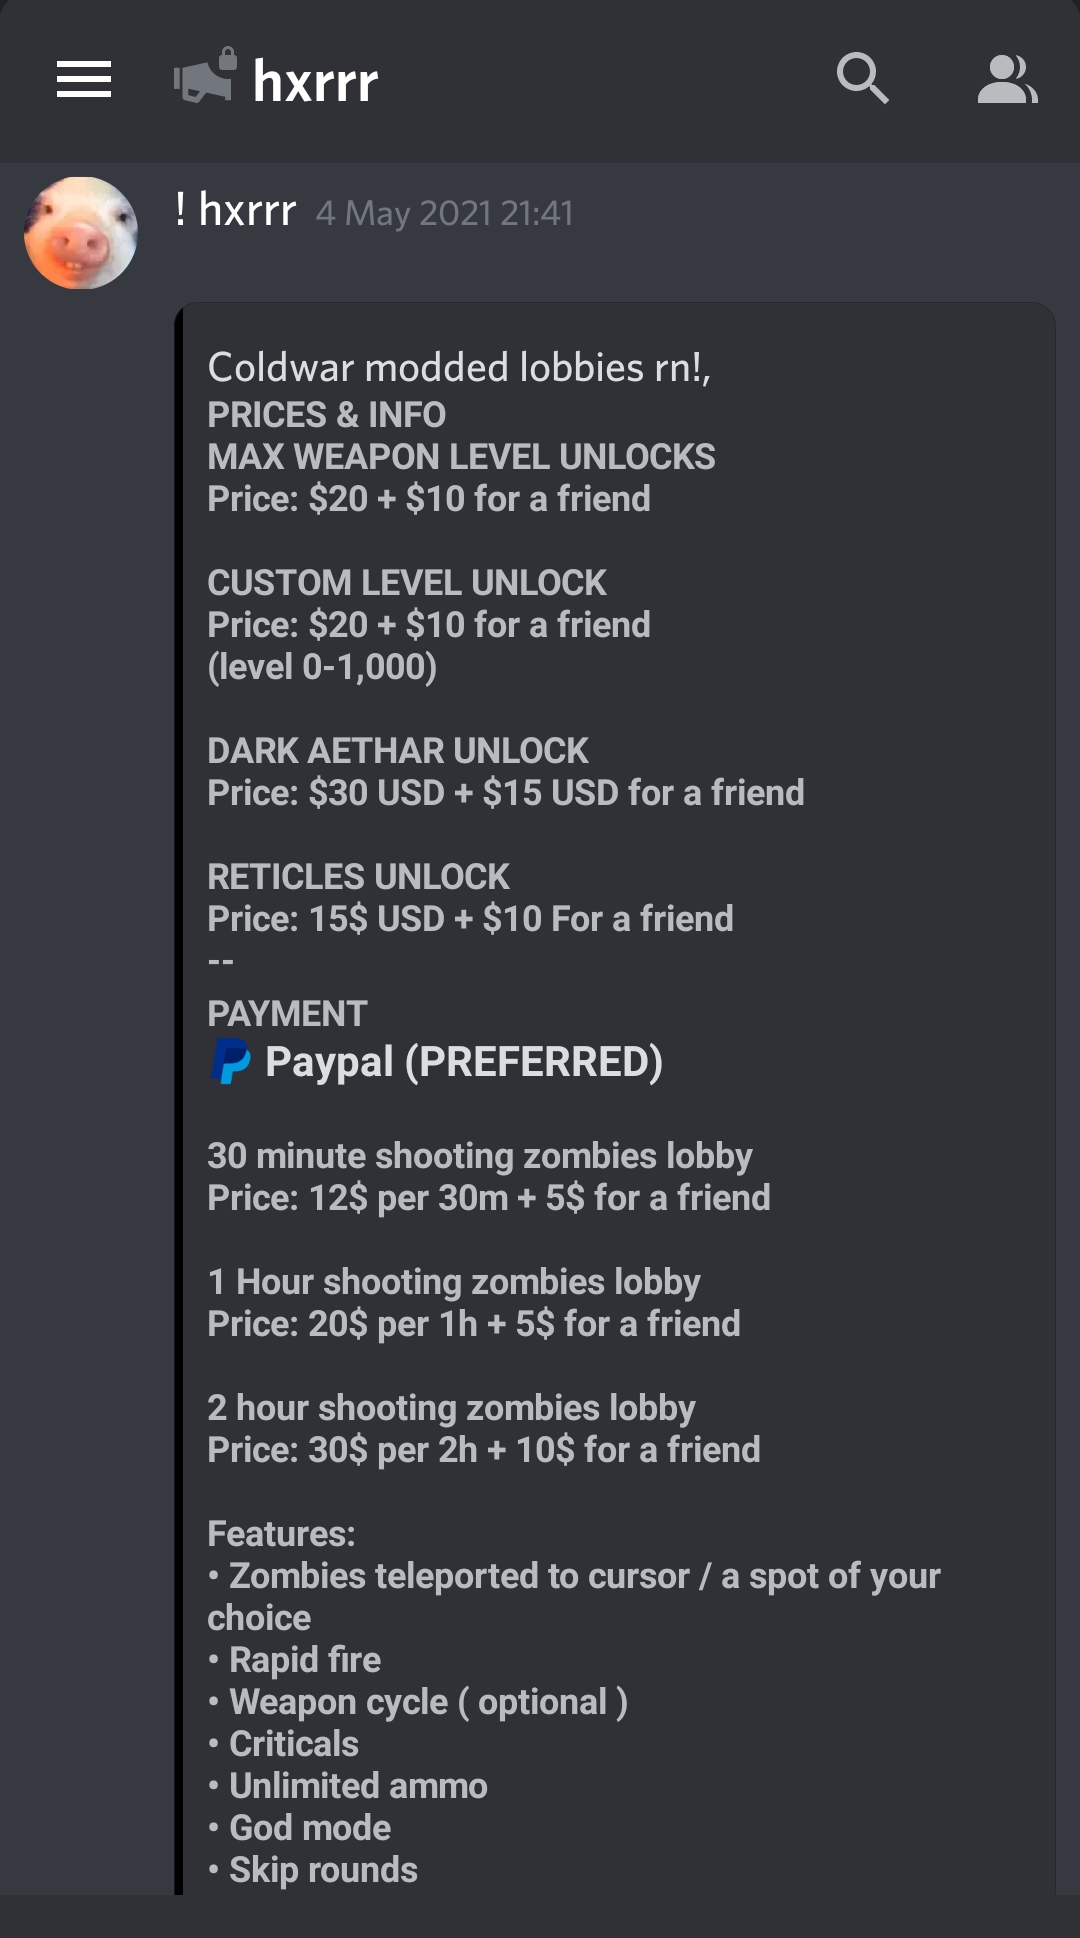 hxrrr
! hxrrr 4 May 2021 21:41
Coldwar modded lobbies rn!,
PRICES & INFO
MAX WEAPON LEVEL UNLOCKS
Price: $20 + $10 for a friend
CUSTOM LEVEL UNLOCK
Price: $20 + $10 for a friend
(level 0-1,000)
DARK AETHAR UNLOCK
Price: $30 USD + $15 USD for a friend
RETICLES UNLOCK
Price: 15$ USD + $10 For a friend
--
PAYMENT
Paypal (PREFERRED)
30 minute shooting zombies lobby
Price: 12$ per 30m + 5$ for a friend
1 Hour shooting zombies lobby
Price: 20$ per 1h + 5$ for a friend
2 hour shooting zombies lobby
Price: 30$ per 2h + 10$ for a friend
Features:
• Zombies teleported to cursor / a spot of your
choice
• Rapid fire
• Weapon cycle ( optional )
• Criticals
• Unlimited ammo
• God mode
• Skip rounds